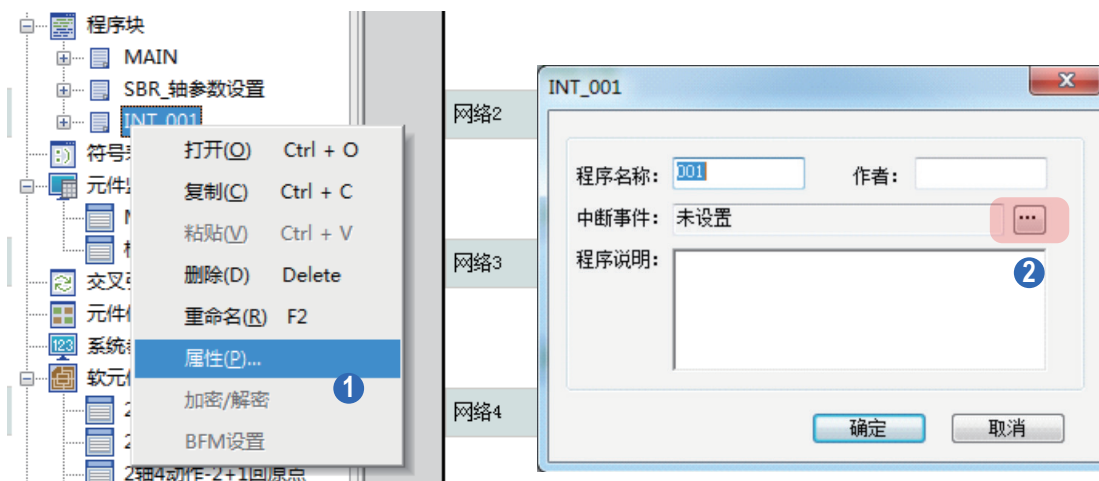 程序块
MAIN
SBR_轴参数设置
INT_001
符号
元件
交叉
元件
系统
软元
2
2
2轴4动作-2+1回原点
打开(O) Ctrl + O
复制(C) Ctrl + C
粘贴(V) Ctrl + V
删除(D) Delete
重命名(R) F2
属性(P)...
加密/解密
BFM设置
1
网络2
网络3
网络4
INT_001
程序名称: 001 作者:
中断事件: 未设置 ...
程序说明:
2
确定 取消